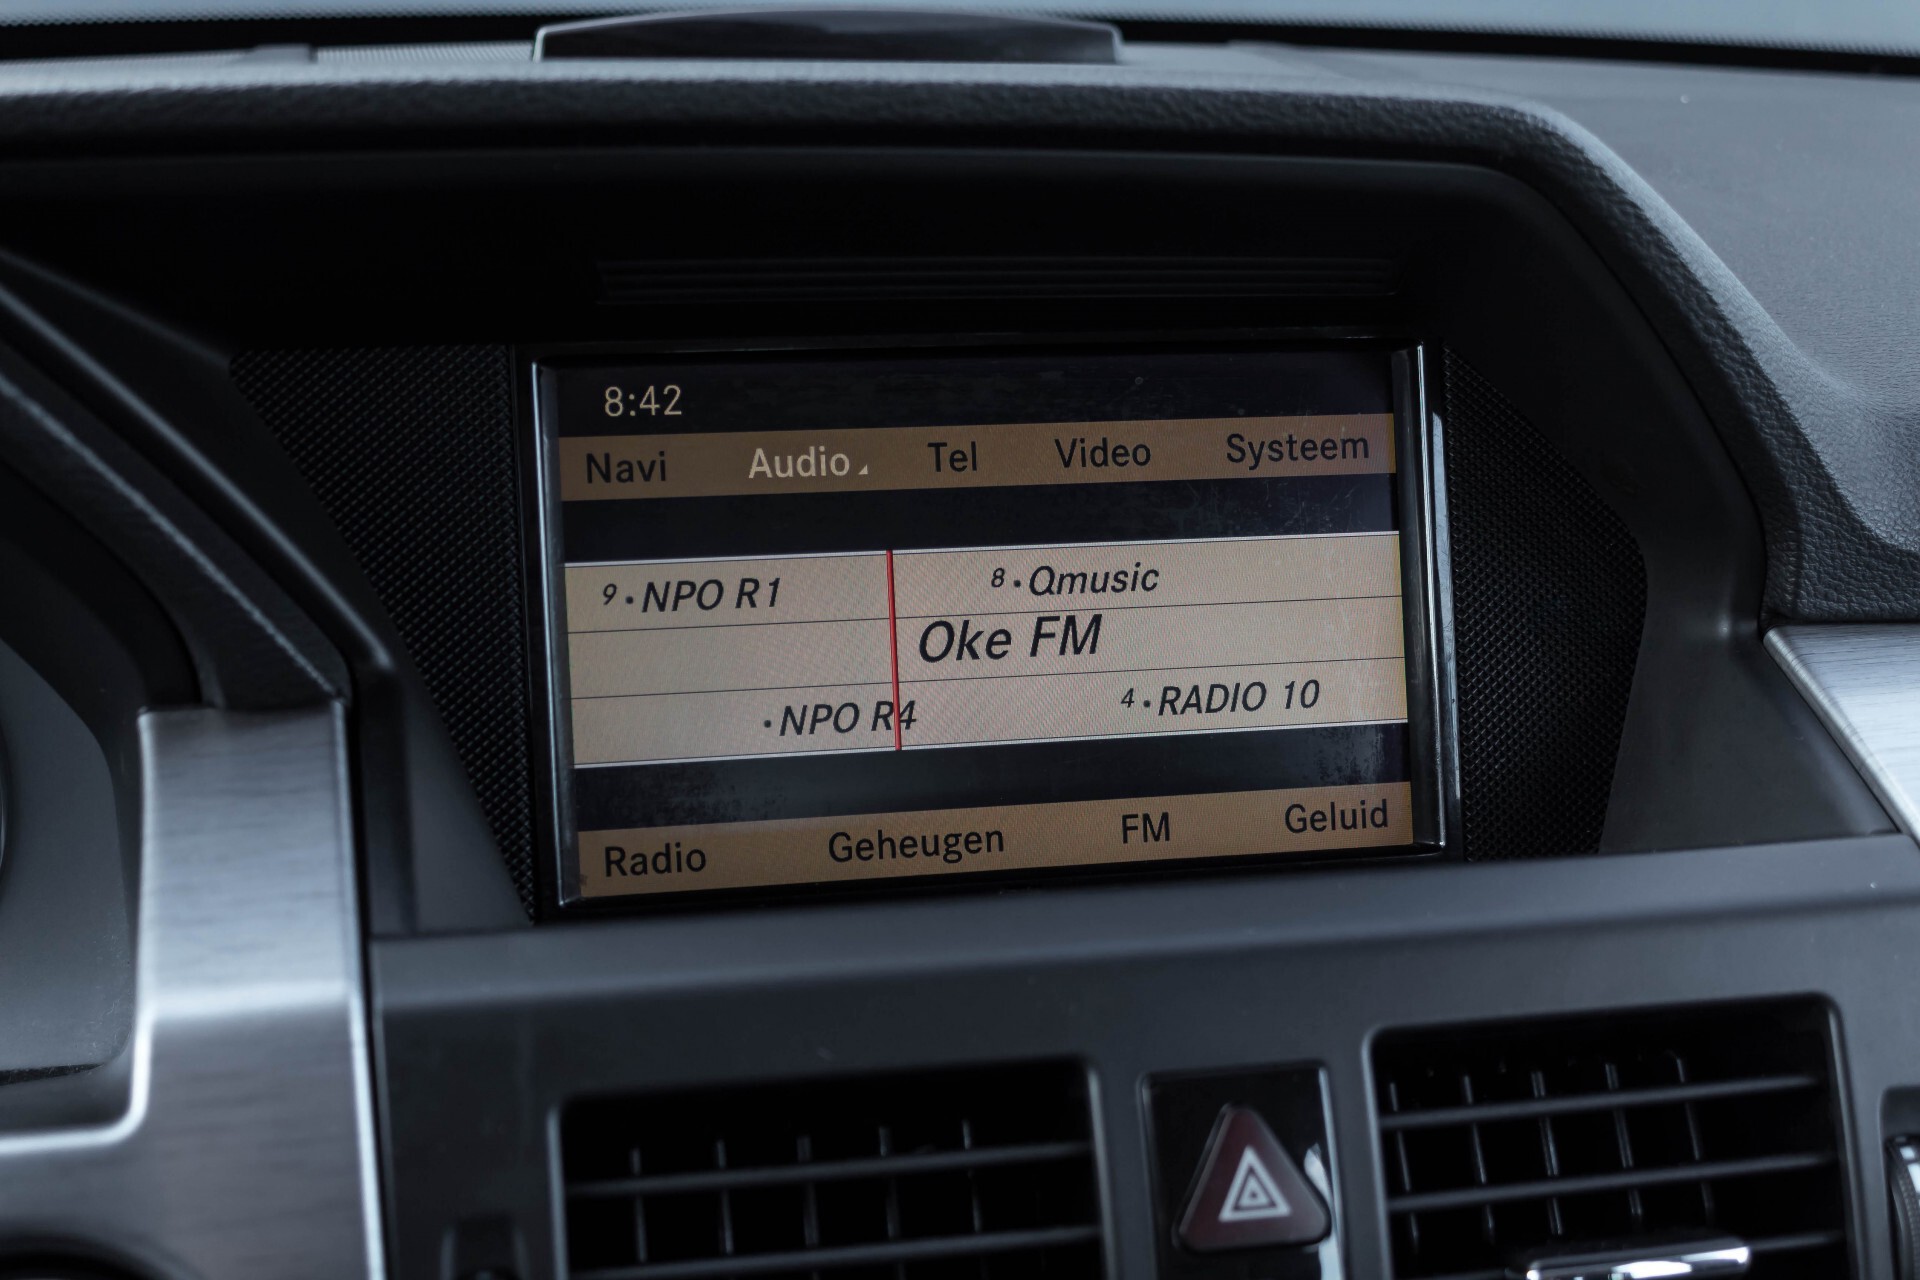 8:42
Navi Audio Tel Video Systeem
9 · NPO R1 8 · Qmusic
Oke FM
· NPO R4 4 · RADIO 10
Radio Geheugen FM Geluid